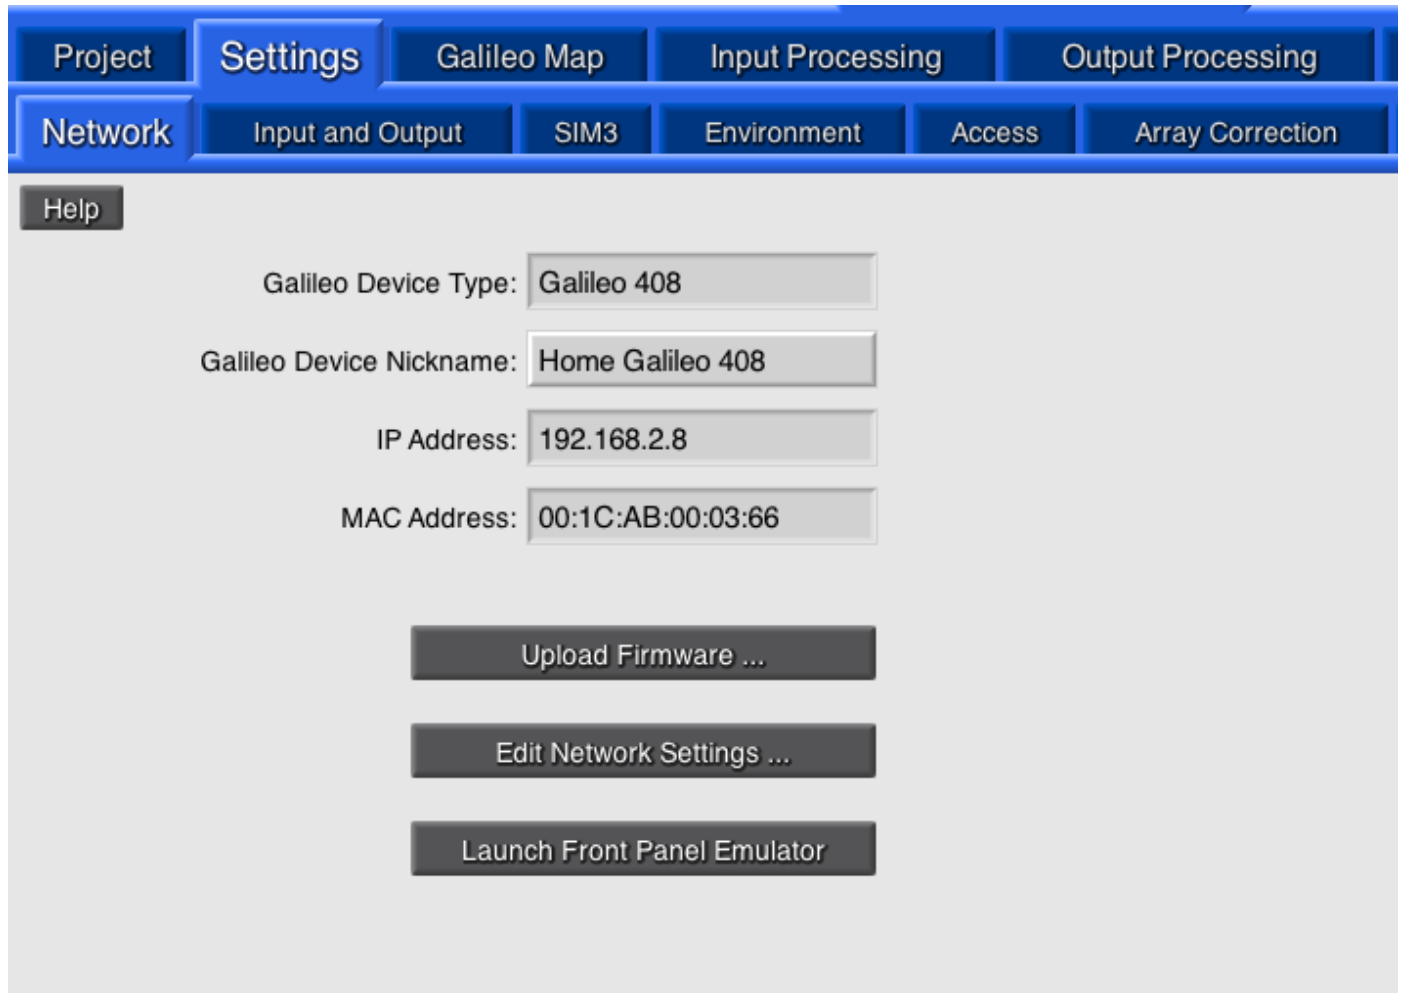 Project Settings Galileo Map Input Processing Output Processing
Network Input and Output SIM3 Environment Access Array Correction
Help
Galileo Device Type: Galileo 408
Galileo Device Nickname: Home Galileo 408
IP Address: 192.168.2.8
MAC Address: 00:1C:AB:00:03:66
Upload Firmware ...
Edit Network Settings ...
Launch Front Panel Emulator